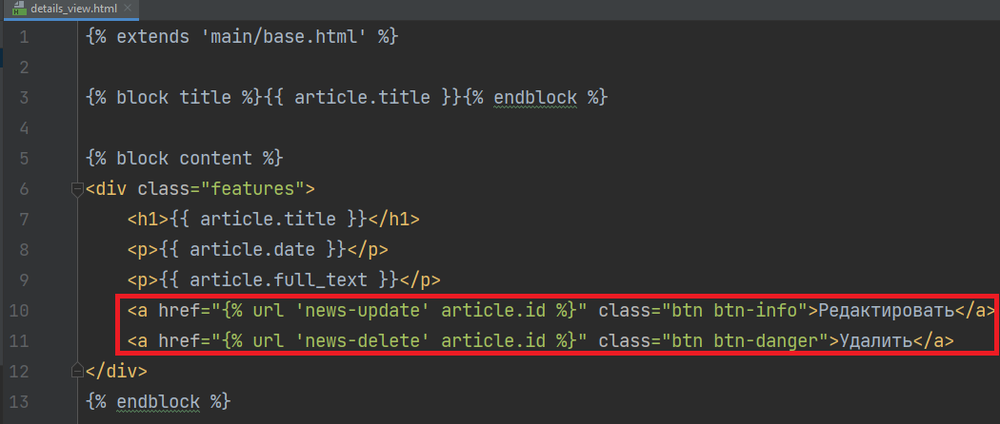 details_view.html
1 {% extends 'main/base.html' %}
2
3 {% block title %}{{ article.title }}{% endblock %}
4
5 {% block content %}
6 <div class="features">
7 <h1>{{ article.title }}</h1>
8 <p>{{ article.date }}</p>
9 <p>{{ article.full_text }}</p>
10 <a href="{% url 'news-update' article.id %}" class="btn btn-info">Редактировать</a>
11 <a href="{% url 'news-delete' article.id %}" class="btn btn-danger">Удалить</a>
12 </div>
13 {% endblock %}